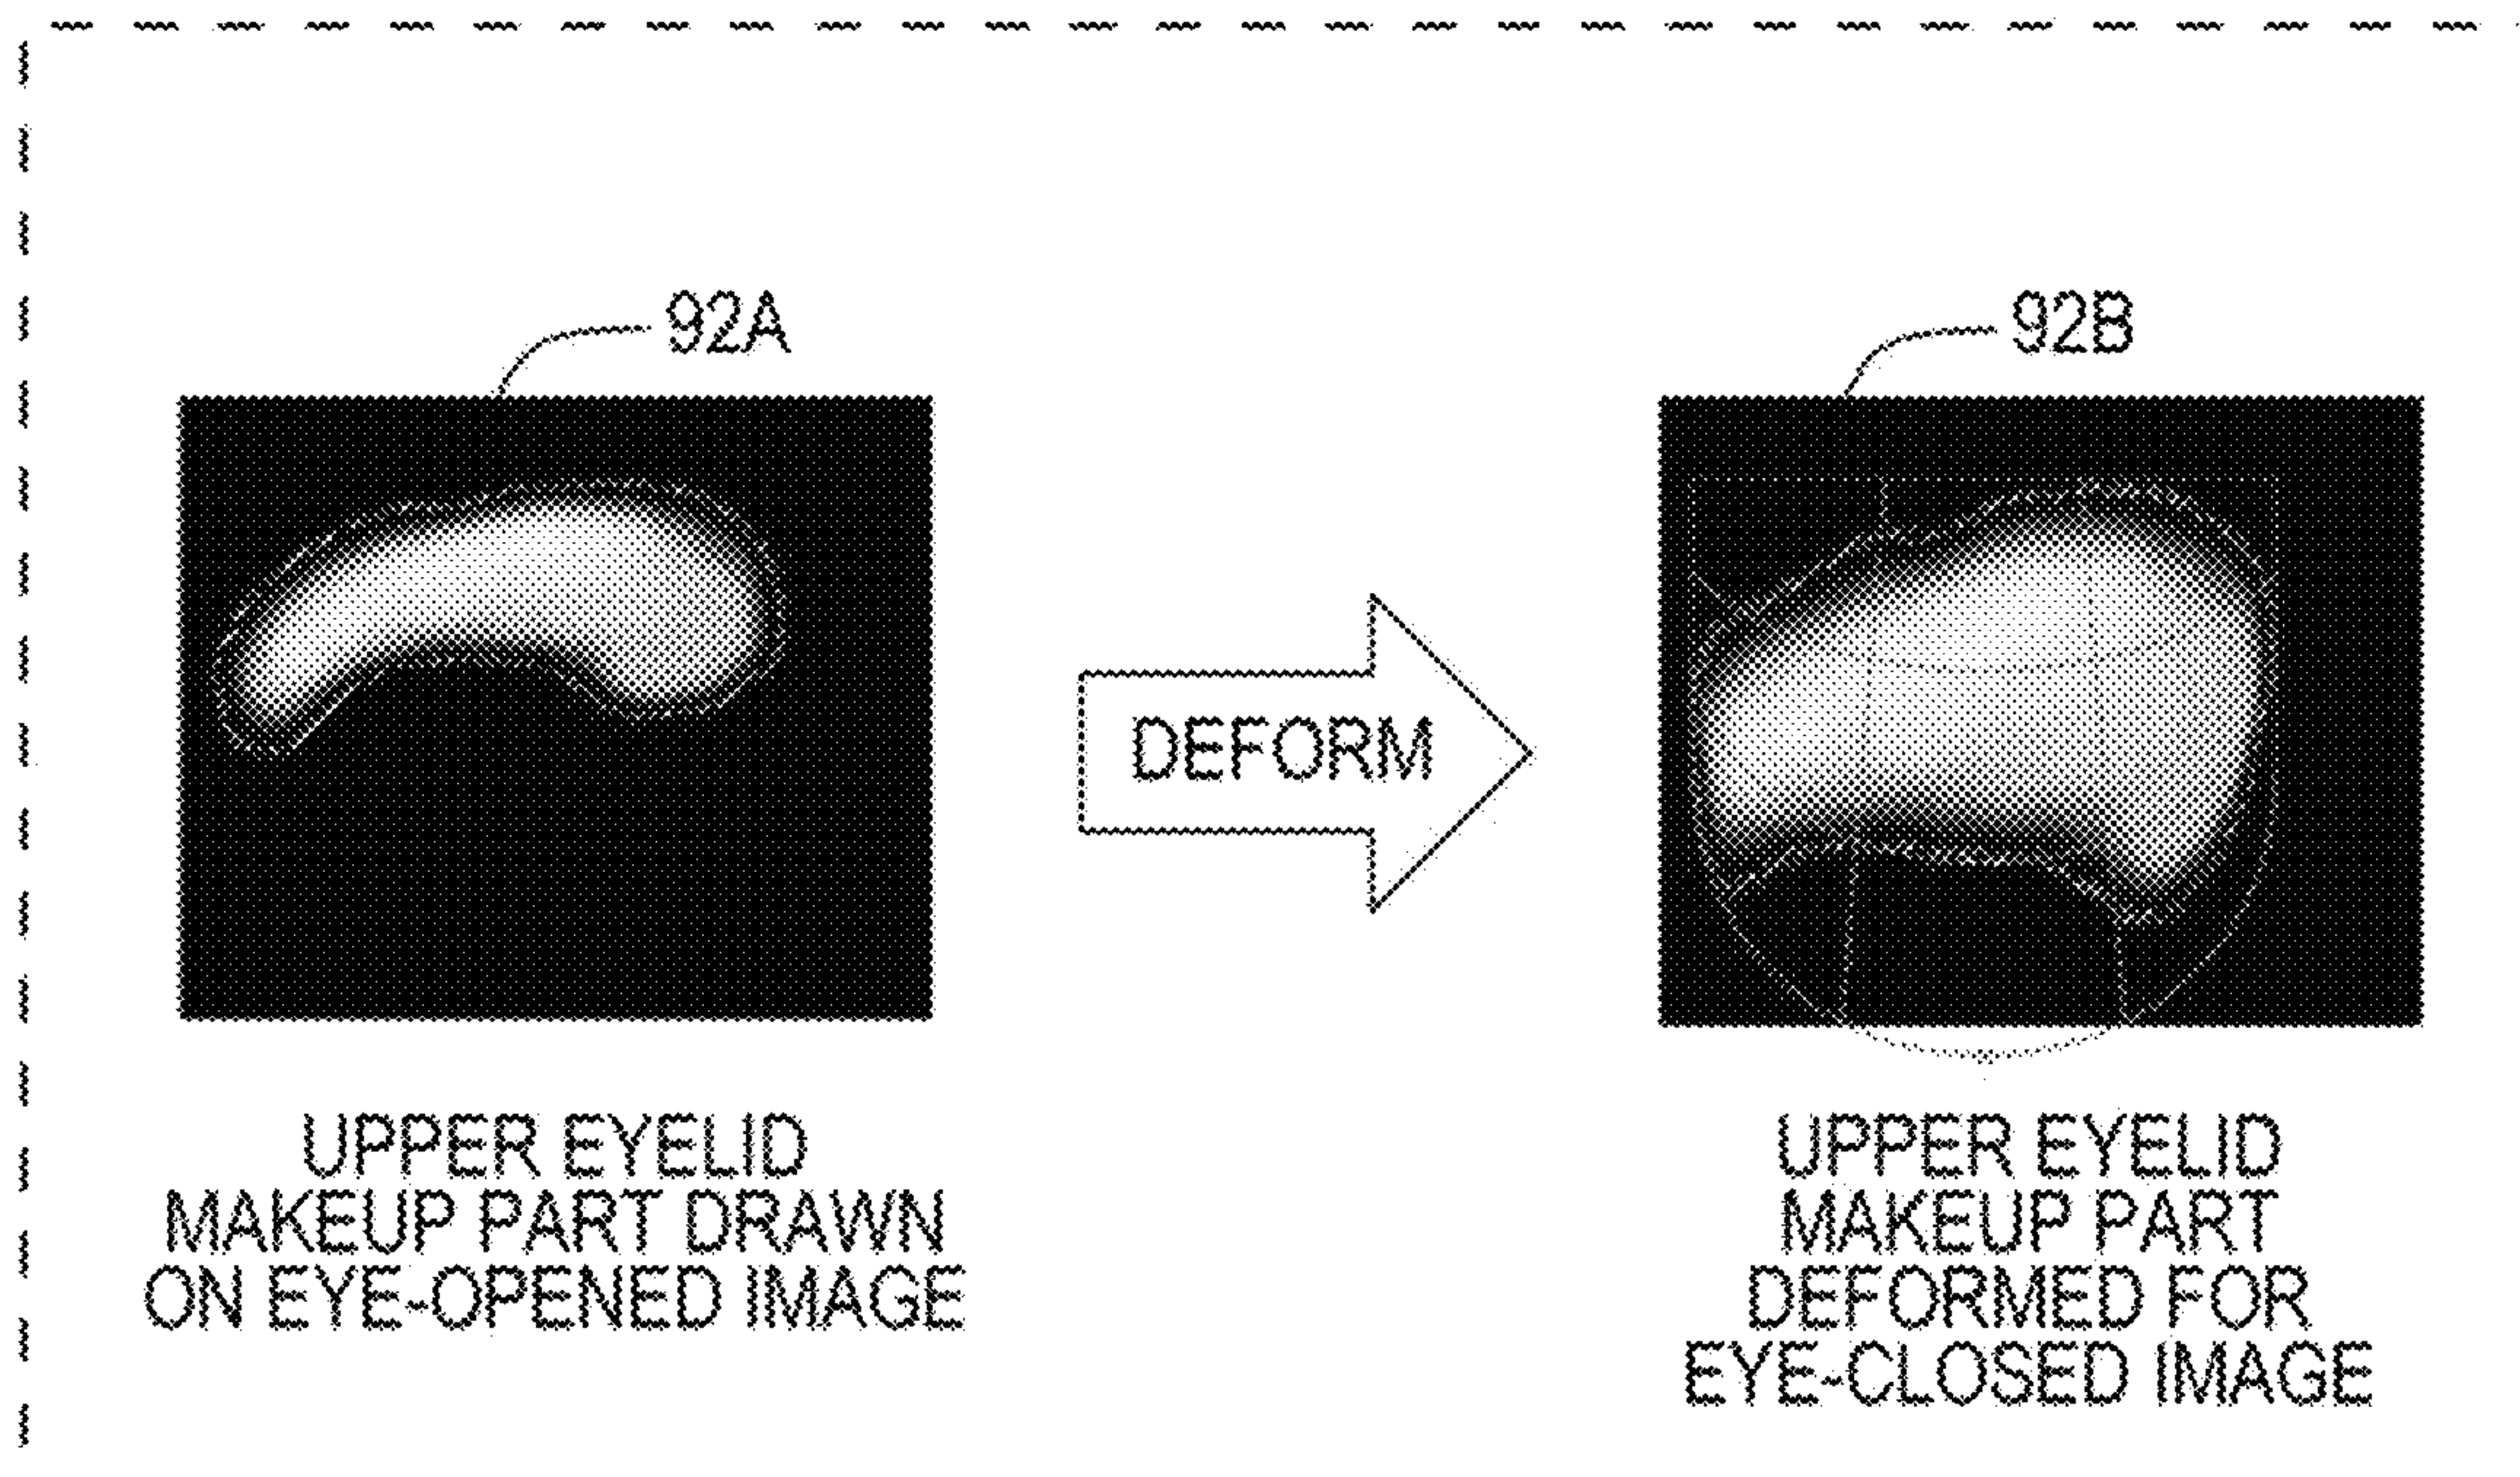 92A
92B
DEFORM
UPPER EYELID
MAKEUP PART DRAWN
ON EYE-OPENED IMAGE
UPPER EYELID
MAKEUP PART
DEFORMED FOR
EYE-CLOSED IMAGE